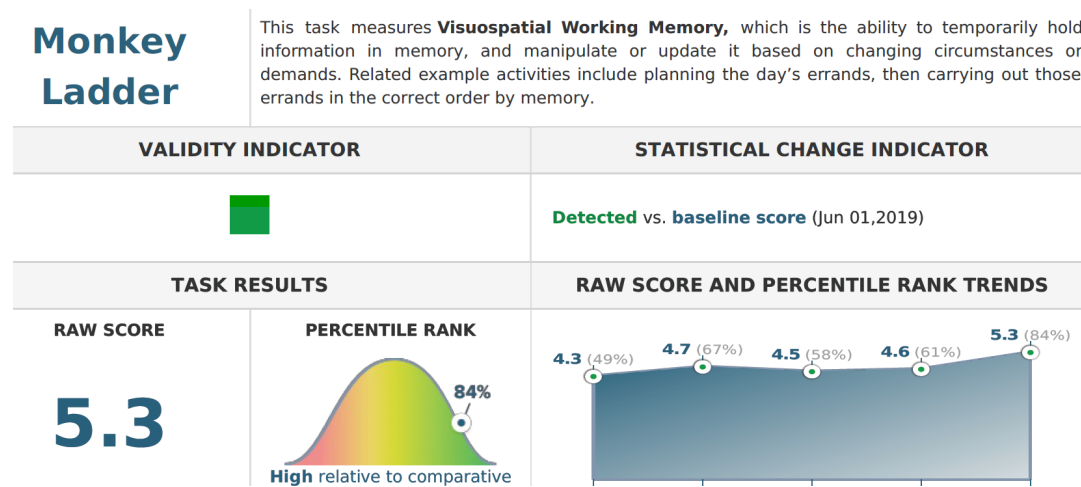 Monkey
Ladder
This task measures Visuospatial Working Memory, which is the ability to temporarily hold
information in memory, and manipulate or update it based on changing circumstances or
demands. Related example activities include planning the day’s errands, then carrying out those
errands in the correct order by memory.
VALIDITY INDICATOR
STATISTICAL CHANGE INDICATOR
Detected vs. baseline score (Jun 01,2019)
TASK RESULTS
RAW SCORE AND PERCENTILE RANK TRENDS
RAW SCORE
PERCENTILE RANK
5.3
84%
High relative to comparative
4.3 (49%)
4.7 (67%)
4.5 (58%)
4.6 (61%)
5.3 (84%)